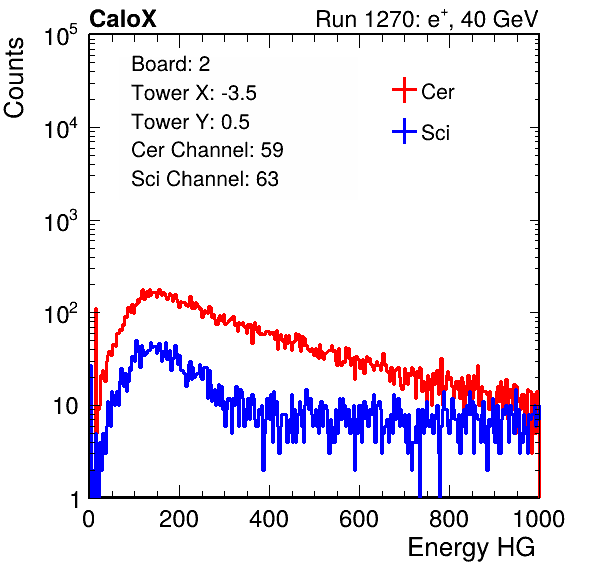 CaloX Run 1270: e⁺, 40 GeV
Counts
10⁵
10⁴
10³
10²
10
1
Board: 2
Tower X: -3.5
Tower Y: 0.5
Cer Channel: 59
Sci Channel: 63
Cer
Sci
0 200 400 600 800 1000
Energy HG